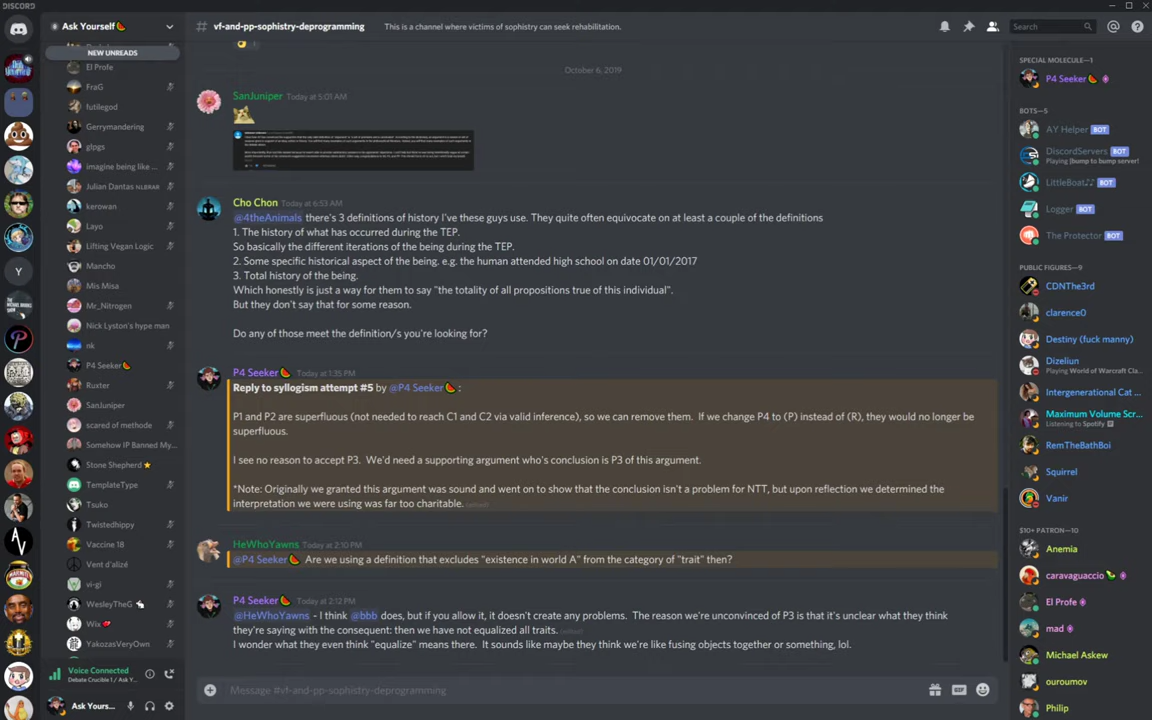 DISCORD
Ask Yourself
NEW UNREADS
El Profe
FraG
futilegod
Gerrymandering
glpgs
imagine being like ...
Julian Dantas ɴʟʙʀᴀʀ
kerowan
Layo
Lifting Vegan Logic
Mancho
Mis Misa
Mr_Nitrogen
Nick Lyston's hype man
nk
P4 Seeker
Ruxter
SanJuniper
scared of methode
Somehow IP Banned My...
Stone Shepherd
TemplateType
Tsuko
Twistedhippy
Vaccine 18
Vent d'alizé
vi-gi
WesleyTheG
Wix
YakozasVeryOwn
Voice Connected
Debate Crucible 1 / Ask Y...
Ask Yours...
Y
# vf-and-pp-sophistry-deprogramming
This is a channel where victims of sophistry can seek rehabilitation.
Search
October 6, 2019
SanJuniper Today at 5:01 AM
Cho Chon Today at 6:53 AM
@4theAnimals there's 3 definitions of history I've these guys use. They quite often equivocate on at least a couple of the definitions
1. The history of what has occurred during the TEP.
So basically the different iterations of the being during the TEP.
2. Some specific historical aspect of the being. e.g. the human attended high school on date 01/01/2017
3. Total history of the being.
Which honestly is just a way for them to say "the totality of all propositions true of this individual".
But they don't say that for some reason.
Do any of those meet the definition/s you're looking for?
P4 Seeker Today at 1:35 PM
Reply to syllogism attempt #5 by @P4 Seeker :
P1 and P2 are superfluous (not needed to reach C1 and C2 via valid inference), so we can remove them. If we change P4 to (P) instead of (R), they would no longer be
superfluous.
I see no reason to accept P3. We'd need a supporting argument who's conclusion is P3 of this argument.
*Note: Originally we granted this argument was sound and went on to show that the conclusion isn't a problem for NTT, but upon reflection we determined the
interpretation we were using was far too charitable. (edited)
HeWhoYawns Today at 2:10 PM
@P4 Seeker Are we using a definition that excludes "existence in world A" from the category of "trait" then?
P4 Seeker Today at 2:12 PM
@HeWhoYawns - I think @bbb does, but if you allow it, it doesn't create any problems. The reason we're unconvinced of P3 is that it's unclear what they think
they're saying with the consequent: then we have not equalized all traits. (edited)
I wonder what they even think "equalize" means there. It sounds like maybe they think we're like fusing objects together or something, lol.
Message #vf-and-pp-sophistry-deprogramming
GIF
SPECIAL MOLECULE—1
P4 Seeker
BOTS—5
AY Helper BOT
DiscordServers BOT
Playing [bump to bump server!
LittleBoat BOT
Logger BOT
The Protector BOT
PUBLIC FIGURES—9
CDNThe3rd
clarence0
Destiny (fuck manny)
Dizeliun
Playing World of Warcraft Cla...
Intergenerational Cat ...
Maximum Volume Scr...
Listening to Spotify
RemTheBathBoi
Squirrel
Vanir
$10+ PATRON—10
Anemia
caravaguaccio
El Profe
mad
Michael Askew
ouroumov
Philip